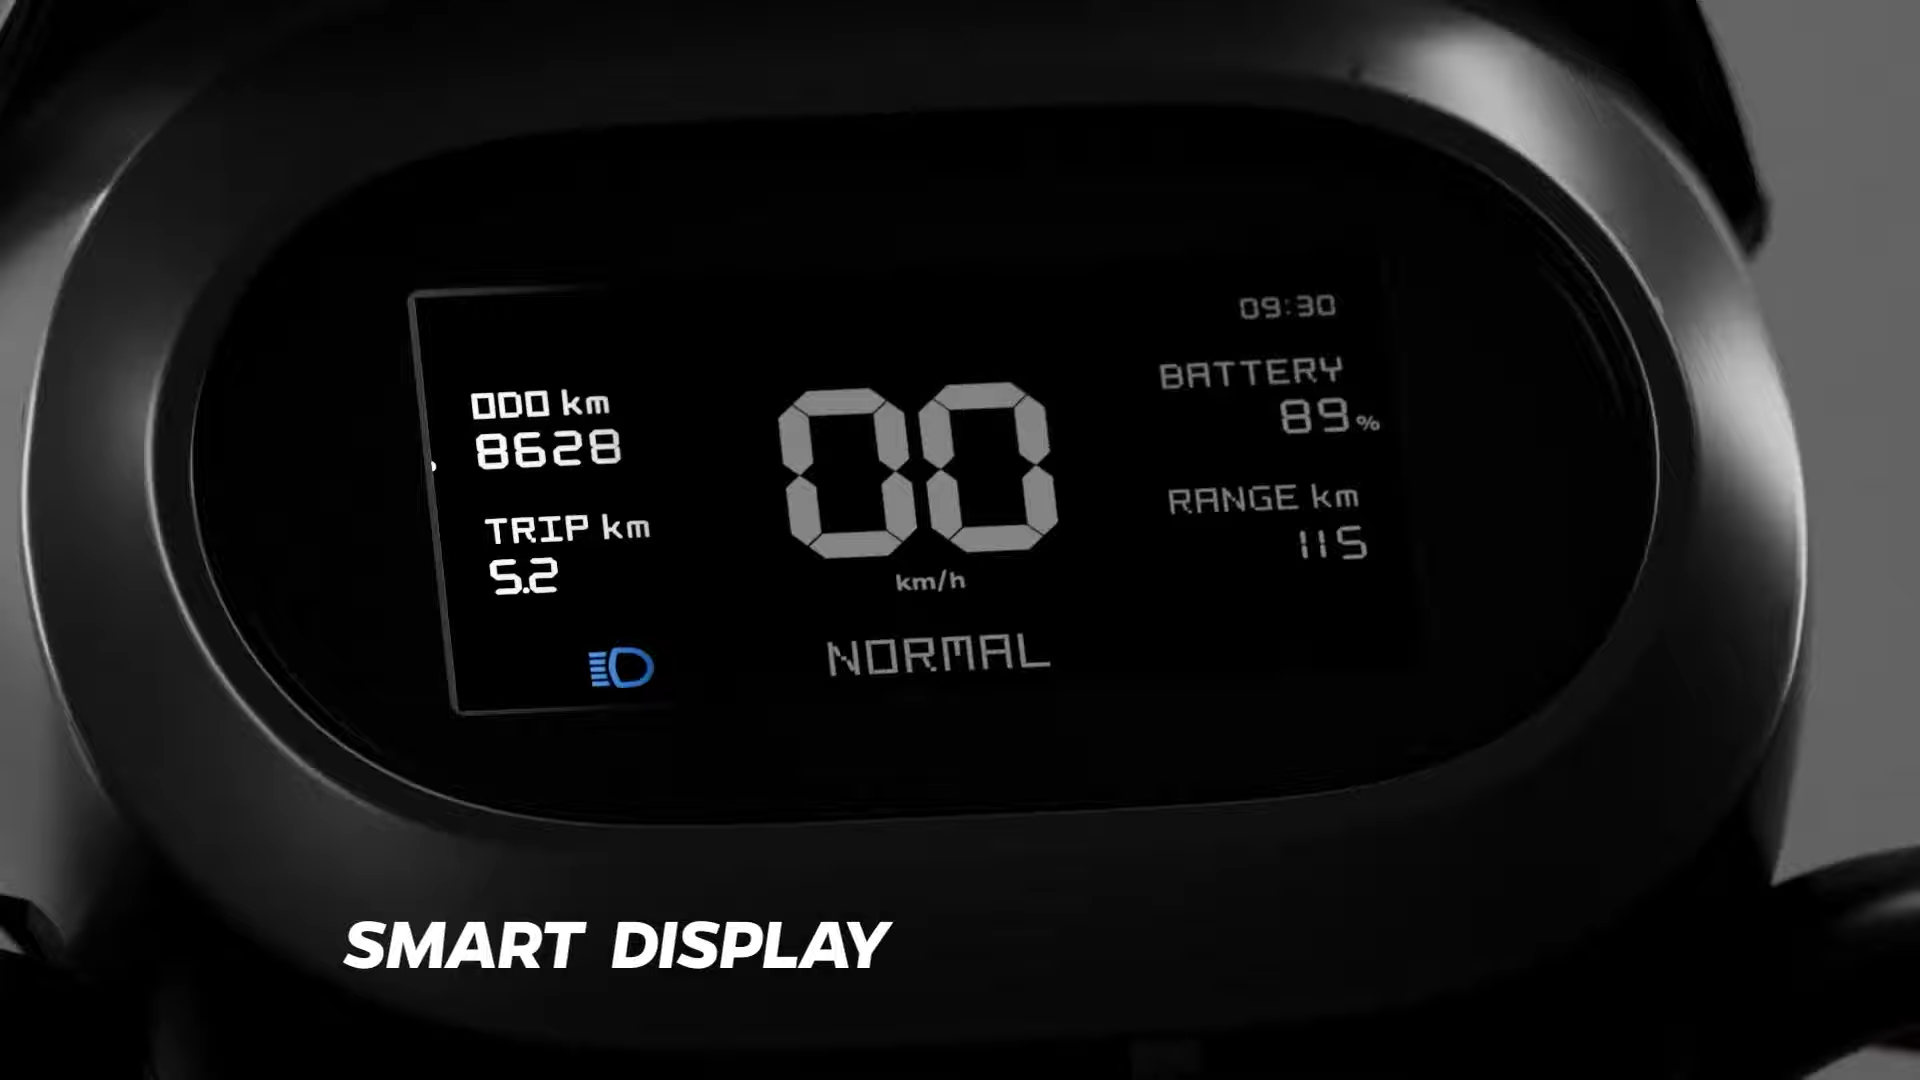 09:30
ODO km
8628
TRIP km
5.2
00
km/h
NORMAL
BATTERY
89%
RANGE km
115
SMART DISPLAY